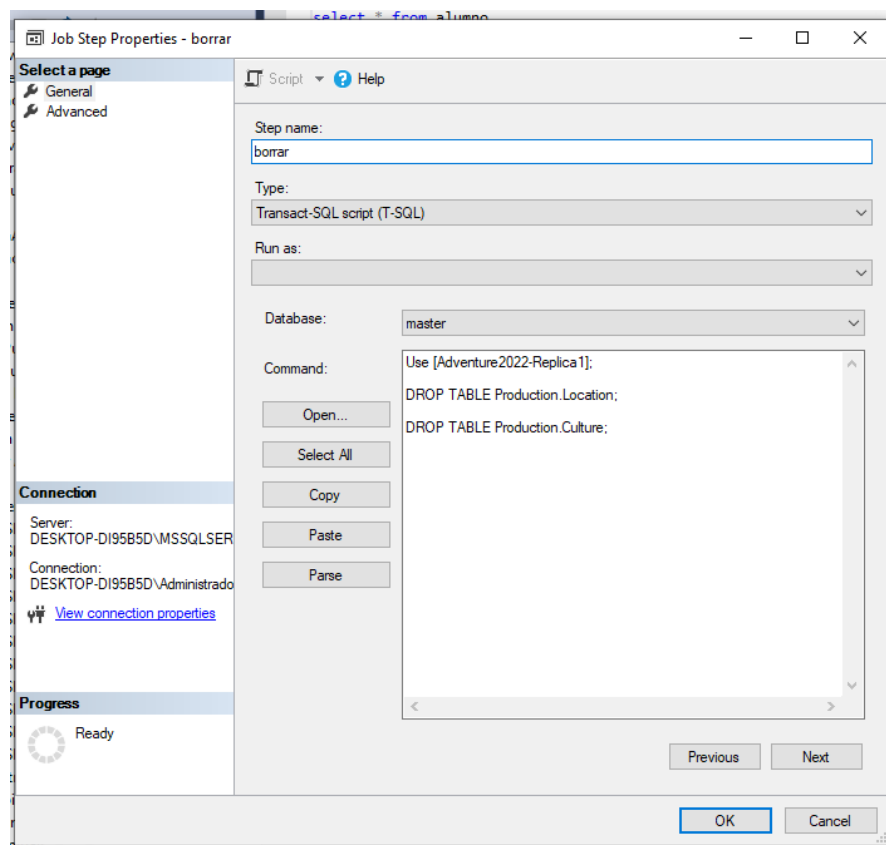 select * from alumno
Job Step Properties - borrar
Select a page
General
Advanced
Script
Help
Step name:
borrar
Type:
Transact-SQL script (T-SQL)
Run as:
Database:
master
Command:
Use [Adventure2022-Replica1];
DROP TABLE Production.Location;
DROP TABLE Production.Culture;
Open...
Select All
Copy
Paste
Parse
Connection
Server:
DESKTOP-DI95B5D\MSSQLSER
Connection:
DESKTOP-DI95B5D\Administrado
View connection properties
Progress
Ready
Previous
Next
OK
Cancel